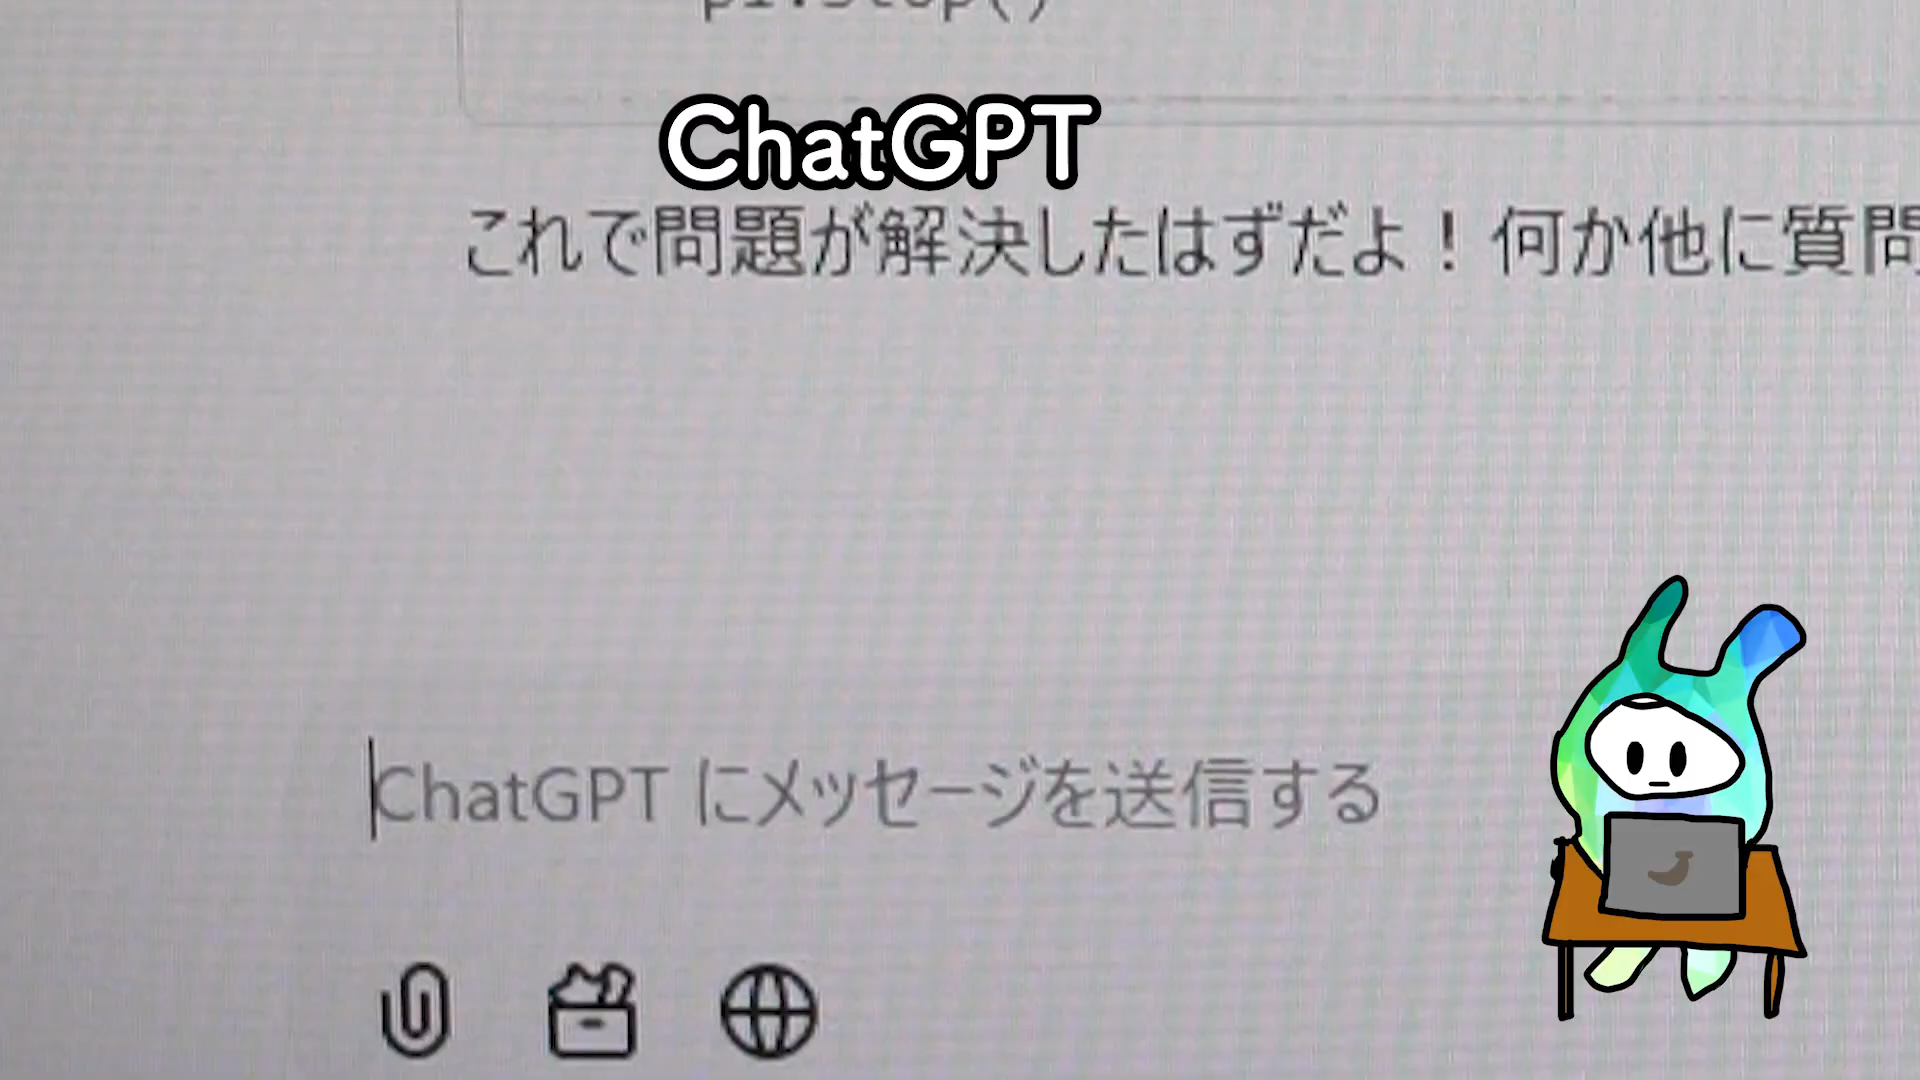 ChatGPT
これで問題が解決したはずだよ！何か他に質問
ChatGPT にメッセージを送信する